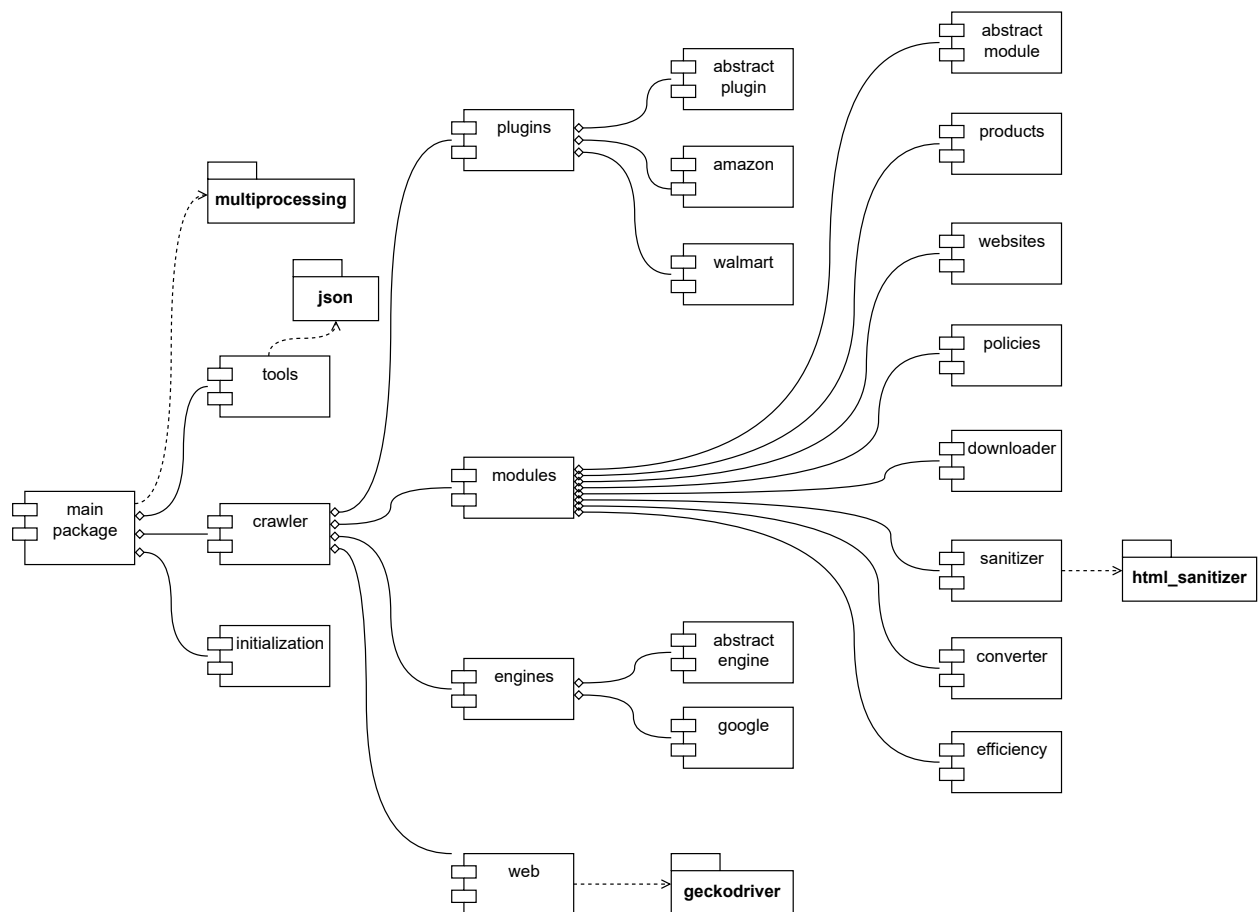 abstract
module
abstract
plugin
plugins
products
amazon
multiprocessing
websites
walmart
json
policies
tools
downloader
modules
main
package
crawler
sanitizer
html_sanitizer
initialization
abstract
engine
engines
converter
google
efficiency
web
geckodriver